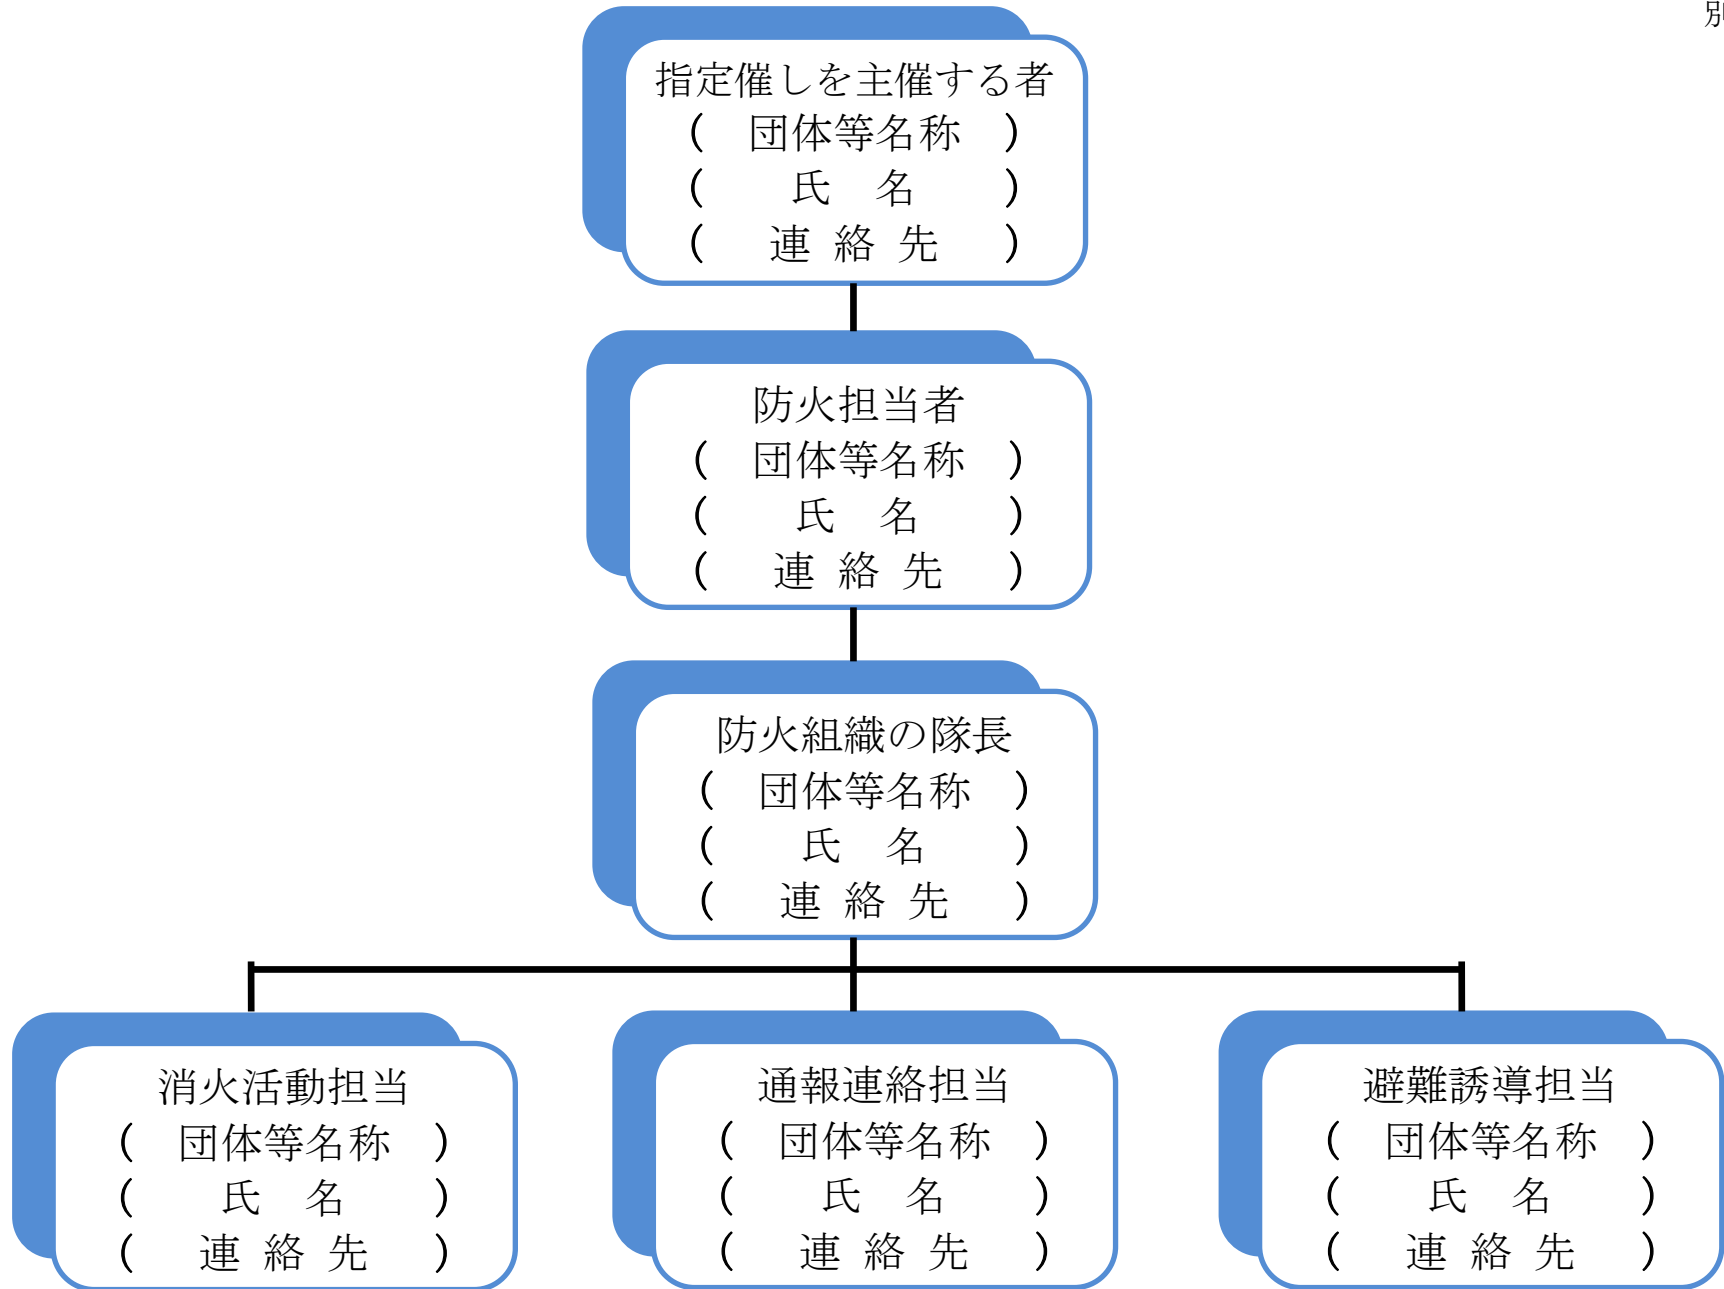 別
指定催しを主催する者
(　団体等名称　)
(　　氏　名　　)
(　 連 絡 先 　)
防火担当者
(　団体等名称　)
(　　氏　名　　)
(　 連 絡 先 　)
防火組織の隊長
(　団体等名称　)
(　　氏　名　　)
(　 連 絡 先 　)
消火活動担当
(　団体等名称　)
(　　氏　名　　)
(　 連 絡 先 　)
通報連絡担当
(　団体等名称　)
(　　氏　名　　)
(　 連 絡 先 　)
避難誘導担当
(　団体等名称　)
(　　氏　名　　)
(　 連 絡 先 　)